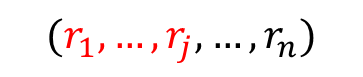 (r₁, …, rⱼ, …, rₙ)